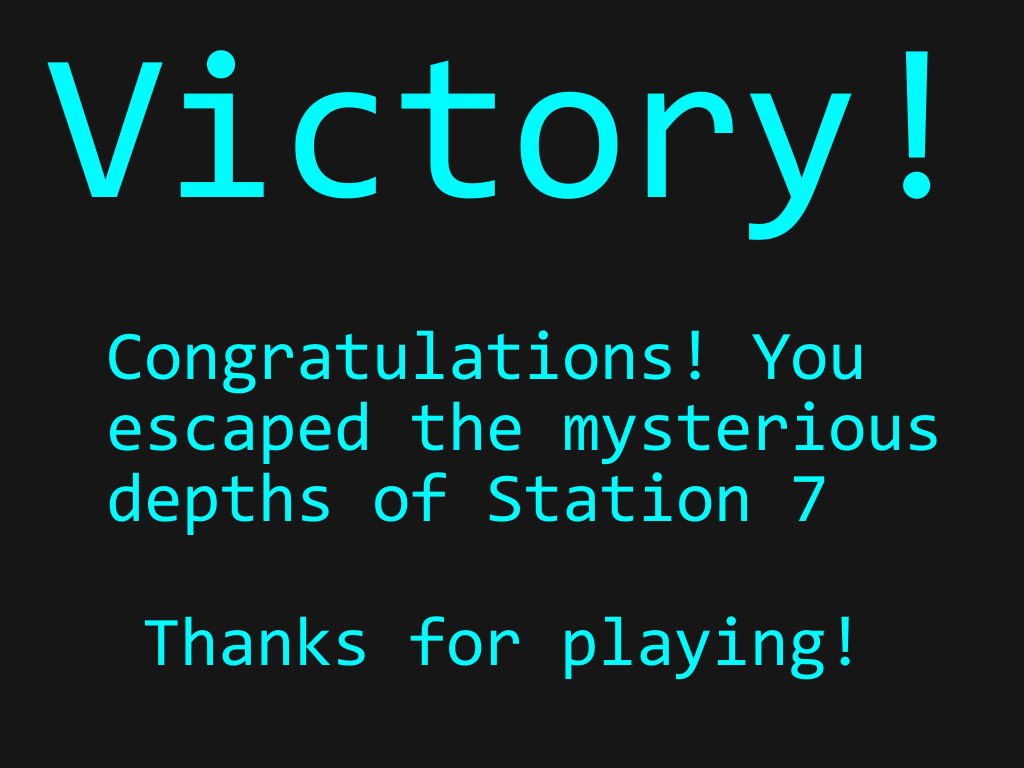 Victory!
Congratulations! You
escaped the mysterious
depths of Station 7
Thanks for playing!